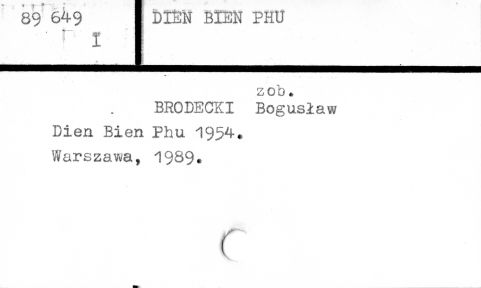 89 649 DIEN BIEN PHU
I
zob.
BRODECKI Bogusław
Dien Bien Phu 1954.
Warszawa, 1989.